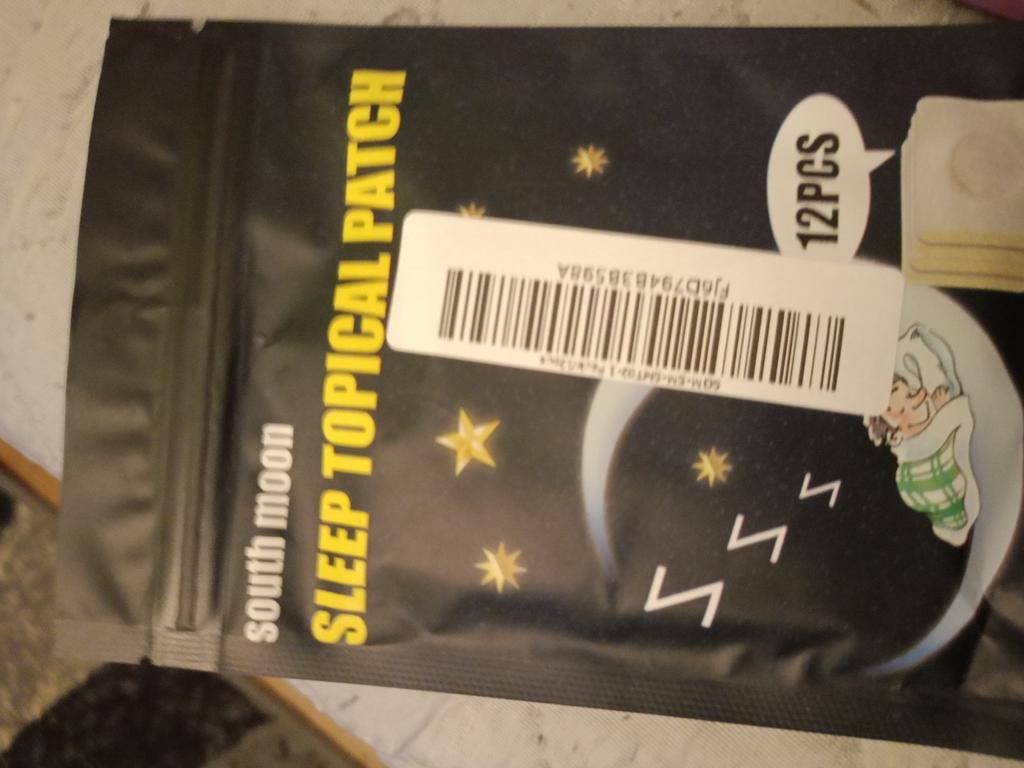 south moon
SLEEP TOPICAL PATCH
12PCS
FJ6D794B3B598A
Z
Z
Z